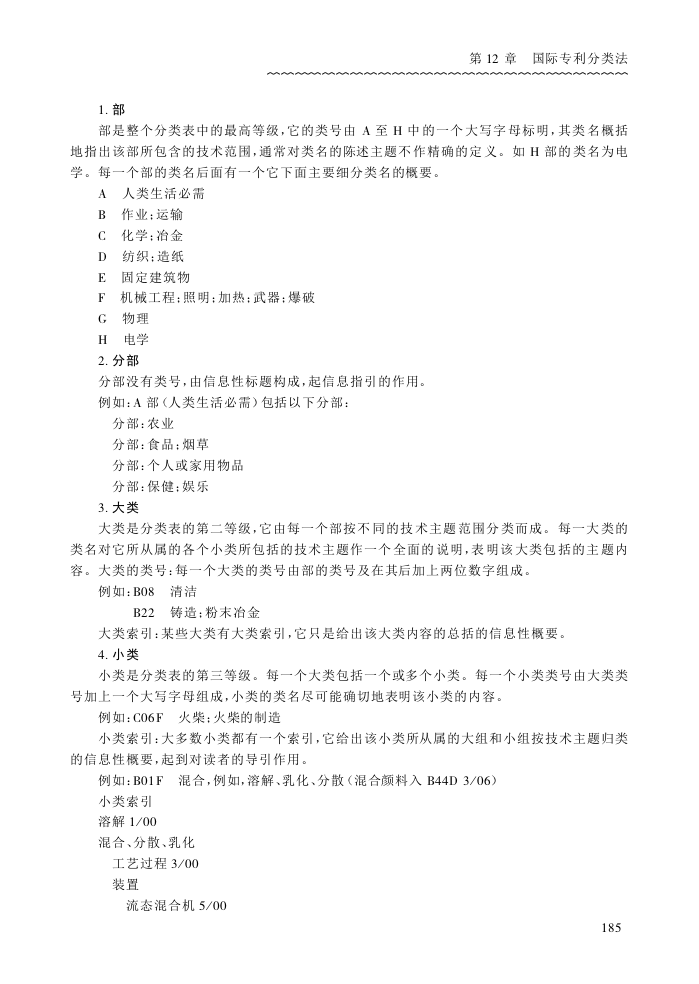 第 12 章　国际专利分类法
1. 部
部是整个分类表中的最高等级,它的类号由 A 至 H 中的一个大写字母标明,其类名概括
地指出该部所包含的技术范围,通常对类名的陈述主题不作精确的定义。如 H 部的类名为电
学。每一个部的类名后面有一个它下面主要细分类名的概要。
A　人类生活必需
B　作业;运输
C　化学;冶金
D　纺织;造纸
E　固定建筑物
F　机械工程;照明;加热;武器;爆破
G　物理
H　电学
2. 分部
分部没有类号,由信息性标题构成,起信息指引的作用。
例如:A 部(人类生活必需)包括以下分部:
分部:农业
分部:食品;烟草
分部:个人或家用物品
分部:保健;娱乐
3. 大类
大类是分类表的第二等级,它由每一个部按不同的技术主题范围分类而成。每一大类的
类名对它所从属的各个小类所包括的技术主题作一个全面的说明,表明该大类包括的主题内
容。大类的类号:每一个大类的类号由部的类号及在其后加上两位数字组成。
例如:B08　清洁
B22　铸造;粉末冶金
大类索引:某些大类有大类索引,它只是给出该大类内容的总括的信息性概要。
4. 小类
小类是分类表的第三等级。每一个大类包括一个或多个小类。每一个小类类号由大类类
号加上一个大写字母组成,小类的类名尽可能确切地表明该小类的内容。
例如:C06F　火柴;火柴的制造
小类索引:大多数小类都有一个索引,它给出该小类所从属的大组和小组按技术主题归类
的信息性概要,起到对读者的导引作用。
例如:B01F　混合,例如,溶解、乳化、分散(混合颜料入 B44D 3/06)
小类索引
溶解 1/00
混合、分散、乳化
工艺过程 3/00
装置
流态混合机 5/00
185